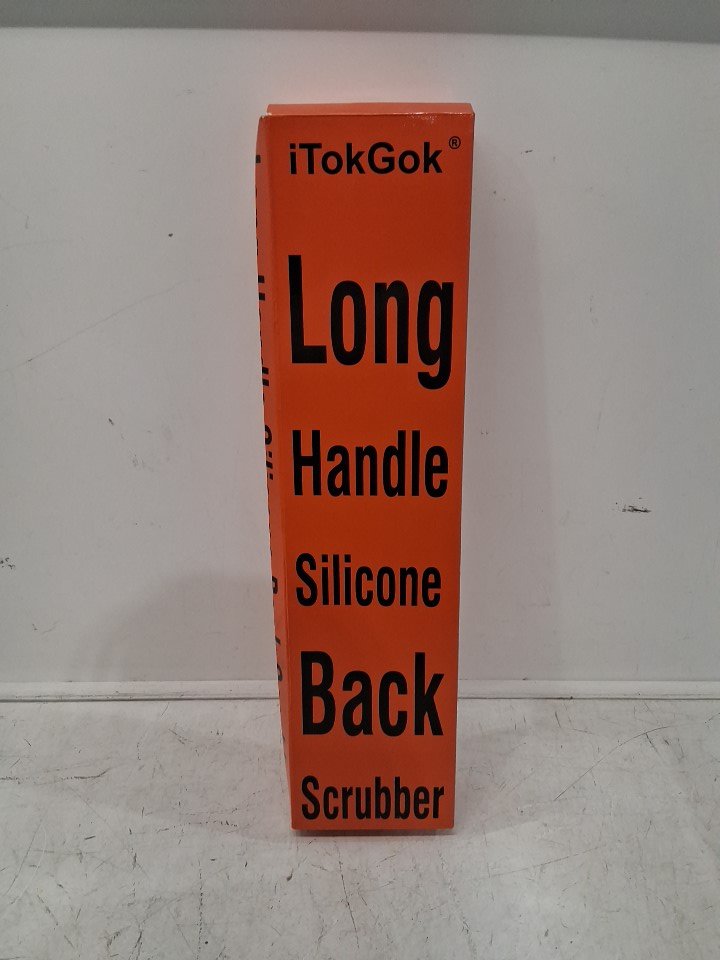 iTokGok®
Long
Handle
Silicone
Back
Scrubber